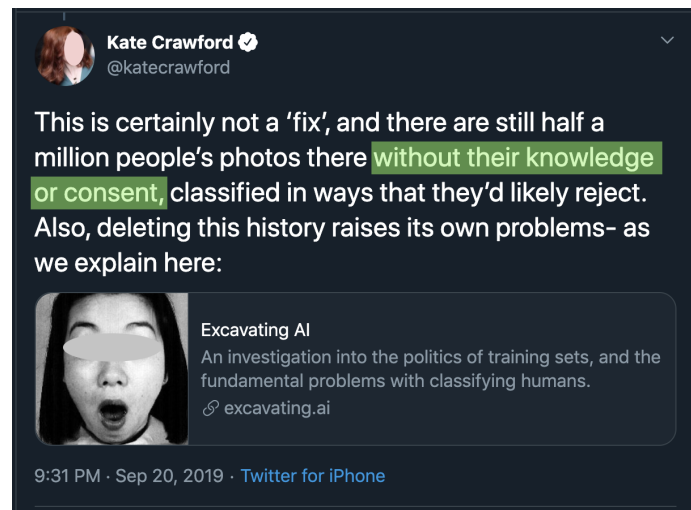 Kate Crawford
@katecrawford
This is certainly not a ‘fix’, and there are still half a
million people’s photos there without their knowledge
or consent, classified in ways that they’d likely reject.
Also, deleting this history raises its own problems- as
we explain here:
Excavating AI
An investigation into the politics of training sets, and the
fundamental problems with classifying humans.
excavating.ai
9:31 PM · Sep 20, 2019 · Twitter for iPhone